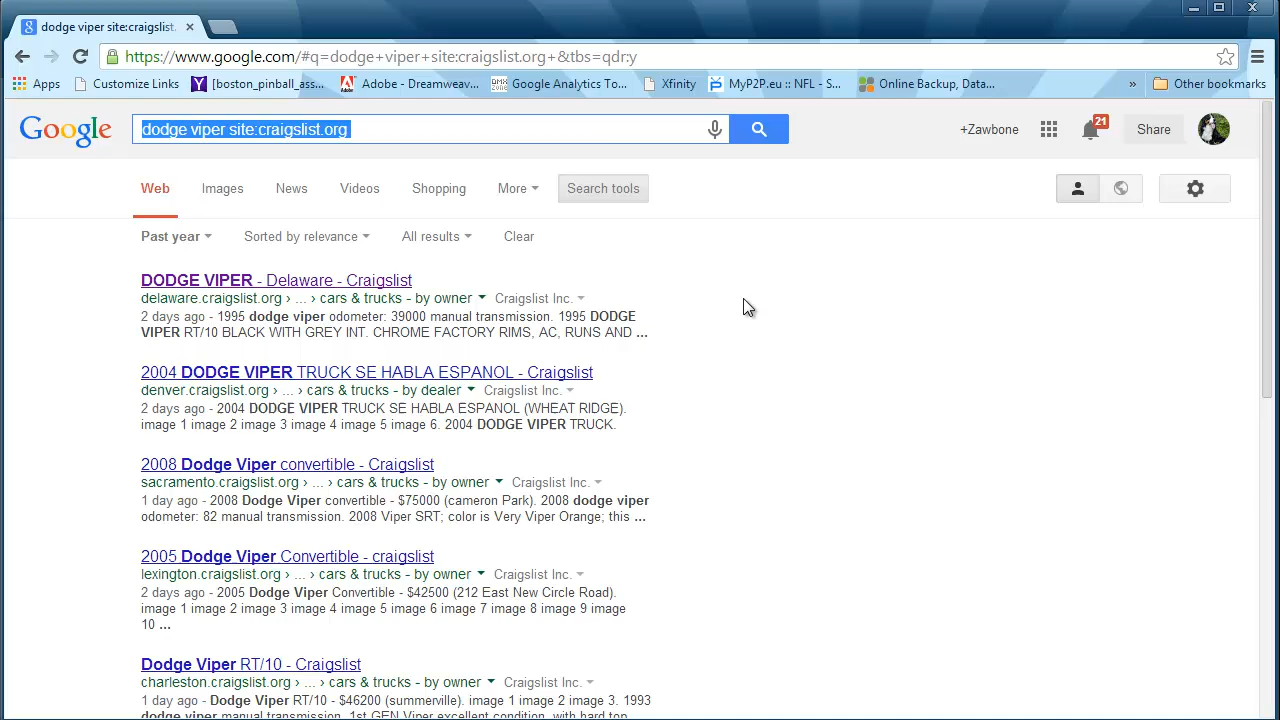 dodge viper site:craigslist.
https://www.google.com/#q=dodge+viper+site:craigslist.org+&tbs=qdr:y
Apps Customize Links [boston_pinball_ass... Adobe - Dreamweav... Google Analytics To... Xfinity MyP2P.eu :: NFL - S... Online Backup, Data... » Other bookmarks
Google dodge viper site:craigslist.org +Zawbone 21 Share
Web Images News Videos Shopping More Search tools
Past year Sorted by relevance All results Clear
DODGE VIPER - Delaware - Craigslist
delaware.craigslist.org › ... › cars & trucks - by owner Craigslist Inc.
2 days ago - 1995 dodge viper odometer: 39000 manual transmission. 1995 DODGE
VIPER RT/10 BLACK WITH GREY INT. CHROME FACTORY RIMS, AC, RUNS AND ...
2004 DODGE VIPER TRUCK SE HABLA ESPANOL - Craigslist
denver.craigslist.org › ... › cars & trucks - by dealer Craigslist Inc.
2 days ago - 2004 DODGE VIPER TRUCK SE HABLA ESPANOL (WHEAT RIDGE).
image 1 image 2 image 3 image 4 image 5 image 6. 2004 DODGE VIPER TRUCK.
2008 Dodge Viper convertible - Craigslist
sacramento.craigslist.org › ... › cars & trucks - by owner Craigslist Inc.
1 day ago - 2008 Dodge Viper convertible - $75000 (cameron Park). 2008 dodge viper
odometer: 82 manual transmission. 2008 Viper SRT; color is Very Viper Orange; this ...
2005 Dodge Viper Convertible - craigslist
lexington.craigslist.org › ... › cars & trucks - by owner Craigslist Inc.
2 days ago - 2005 Dodge Viper Convertible - $42500 (212 East New Circle Road).
image 1 image 2 image 3 image 4 image 5 image 6 image 7 image 8 image 9 image
10 ...
Dodge Viper RT/10 - Craigslist
charleston.craigslist.org › ... › cars & trucks - by owner Craigslist Inc.
1 day ago - Dodge Viper RT/10 - $46200 (summerville). image 1 image 2 image 3. 1993
dodge viper manual transmission. 1st GEN Viper excellent condition, with hard top